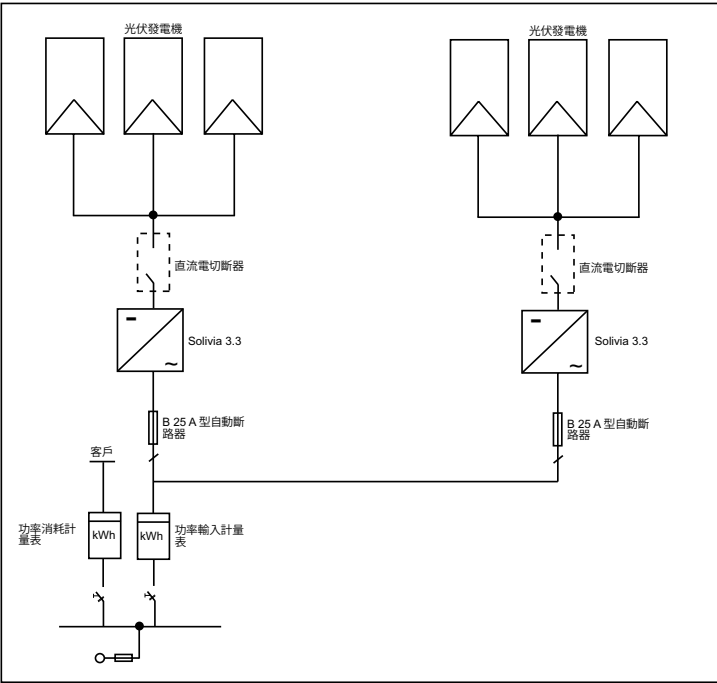 光伏發電機
光伏發電機
直流電切斷器
直流電切斷器
Solivia 3.3
Solivia 3.3
B 25 A 型自動斷
路器
B 25 A 型自動斷
路器
客戶
功率消耗計
量表
kWh
kWh
功率輸入計量
表